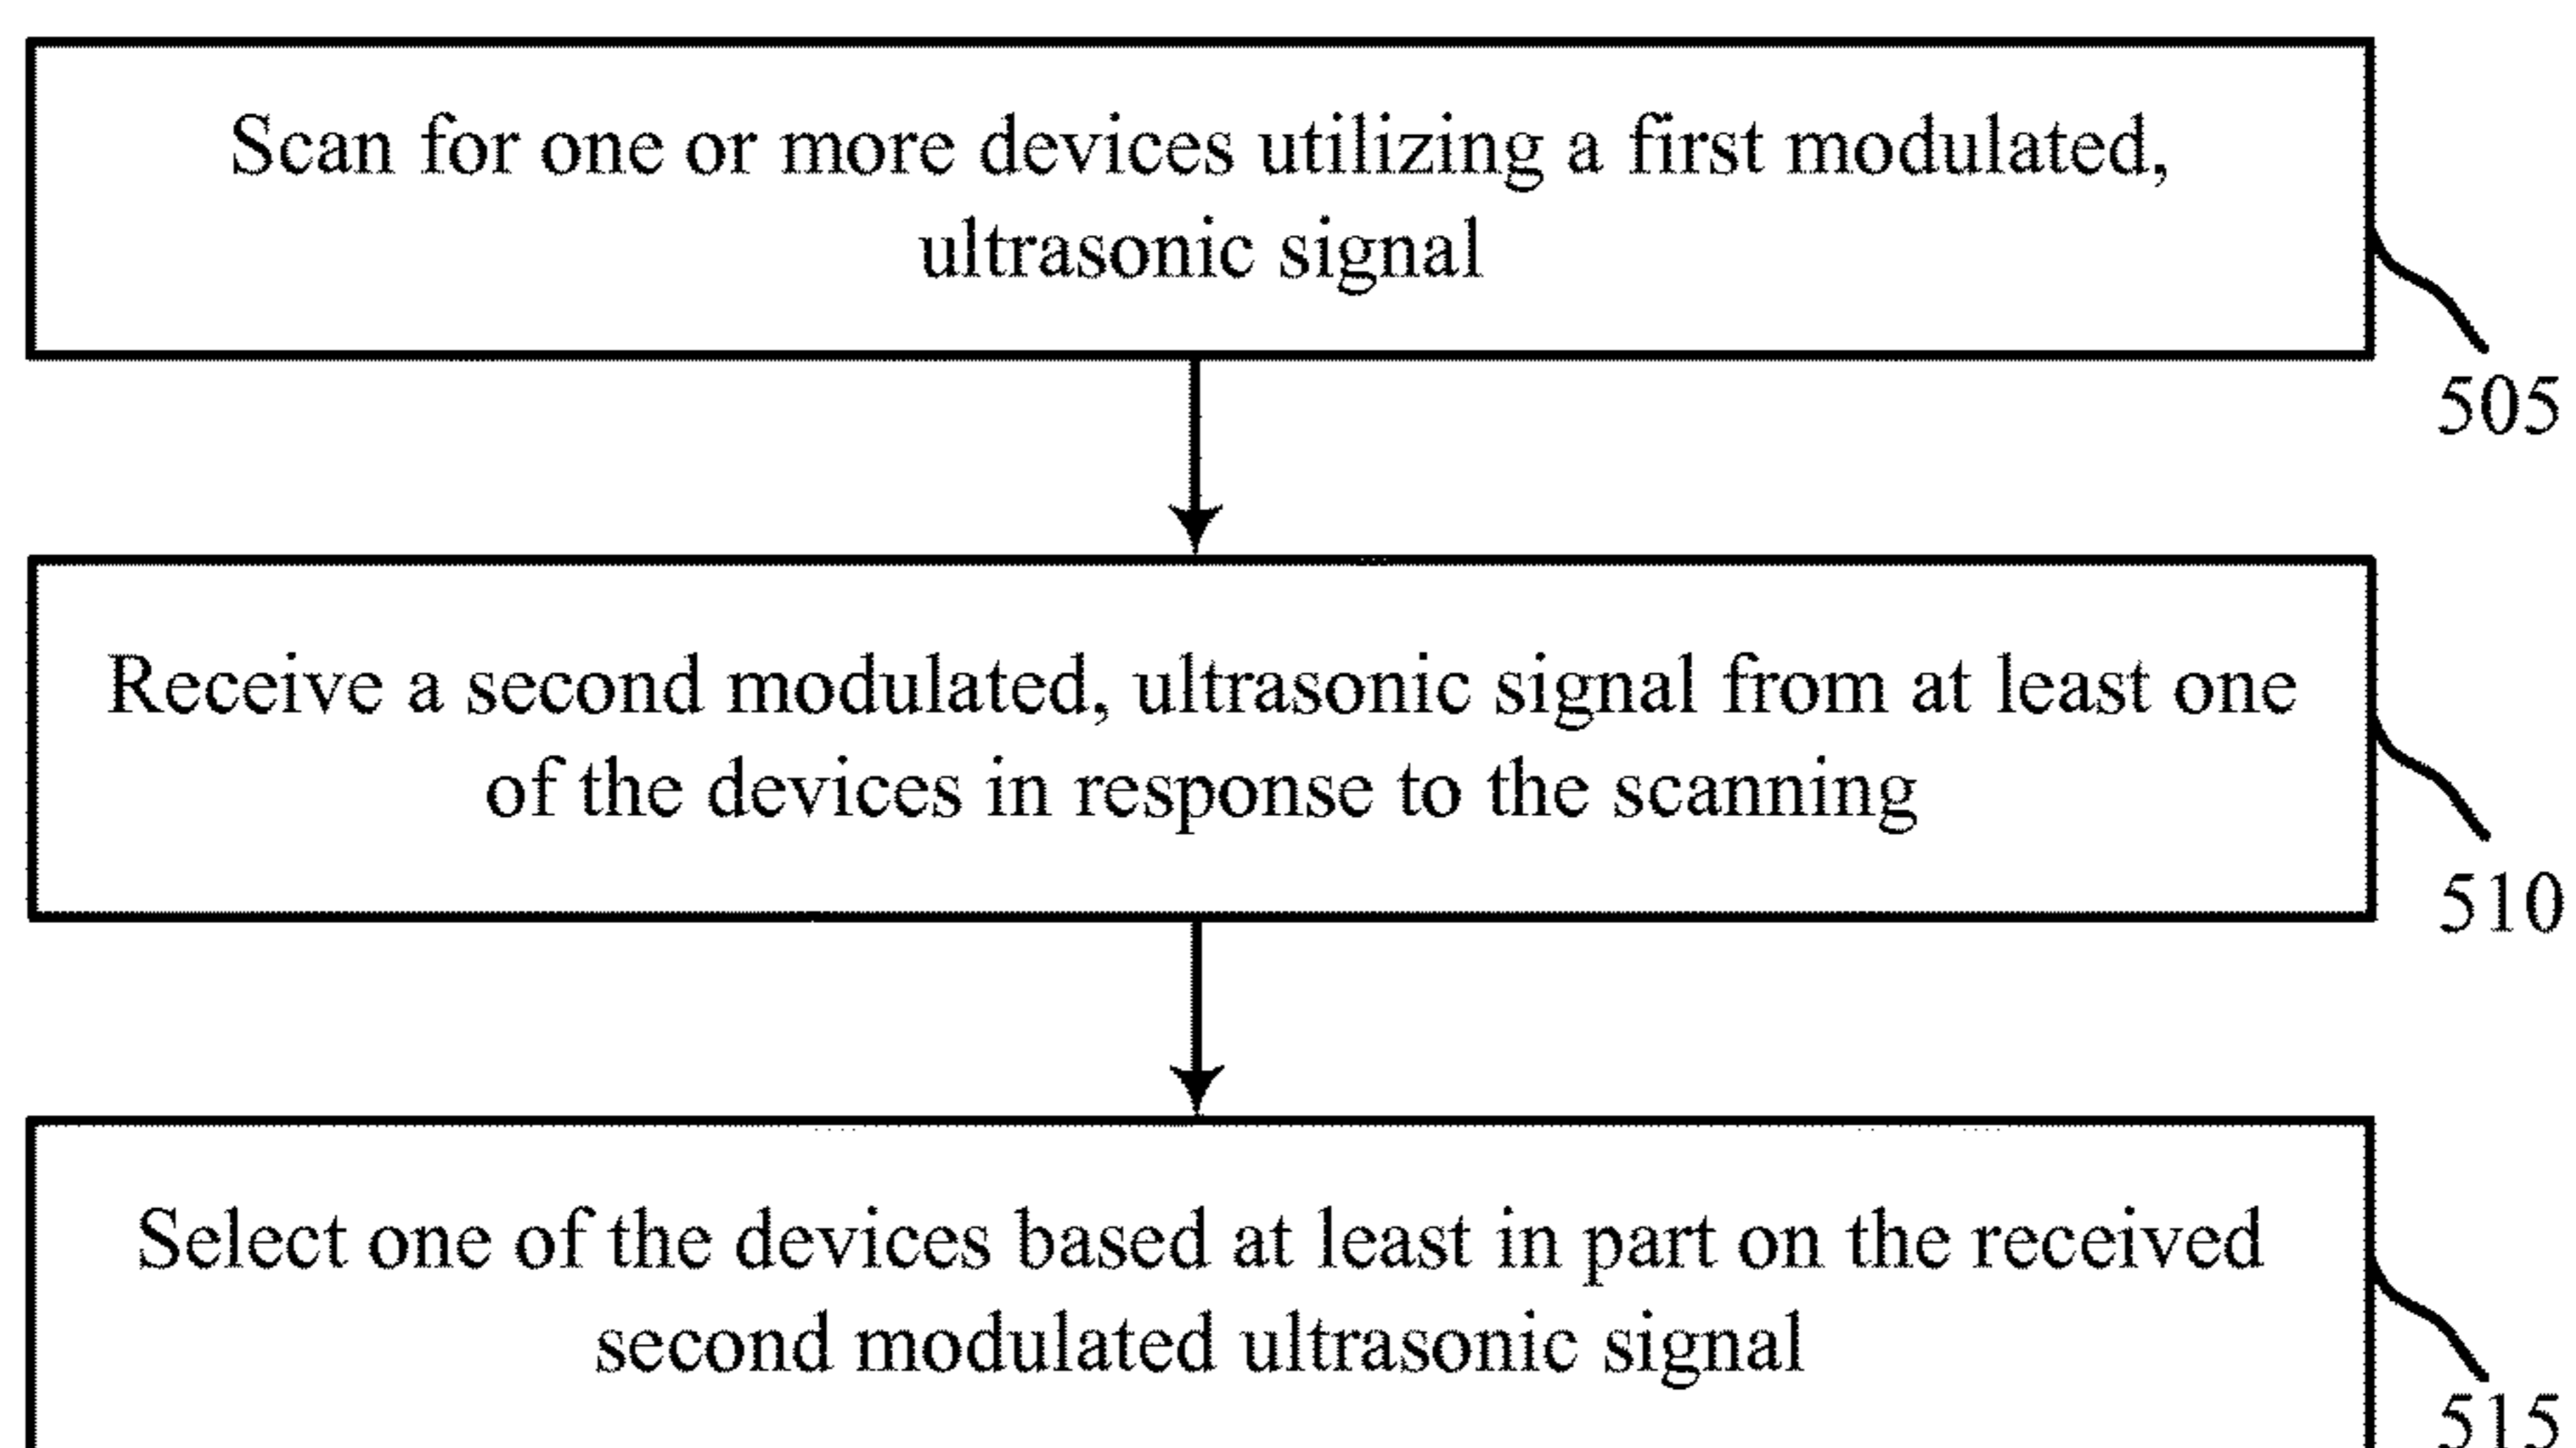 Scan for one or more devices utilizing a first modulated,
ultrasonic signal
505
Receive a second modulated, ultrasonic signal from at least one
of the devices in response to the scanning
510
Select one of the devices based at least in part on the received
second modulated ultrasonic signal
515